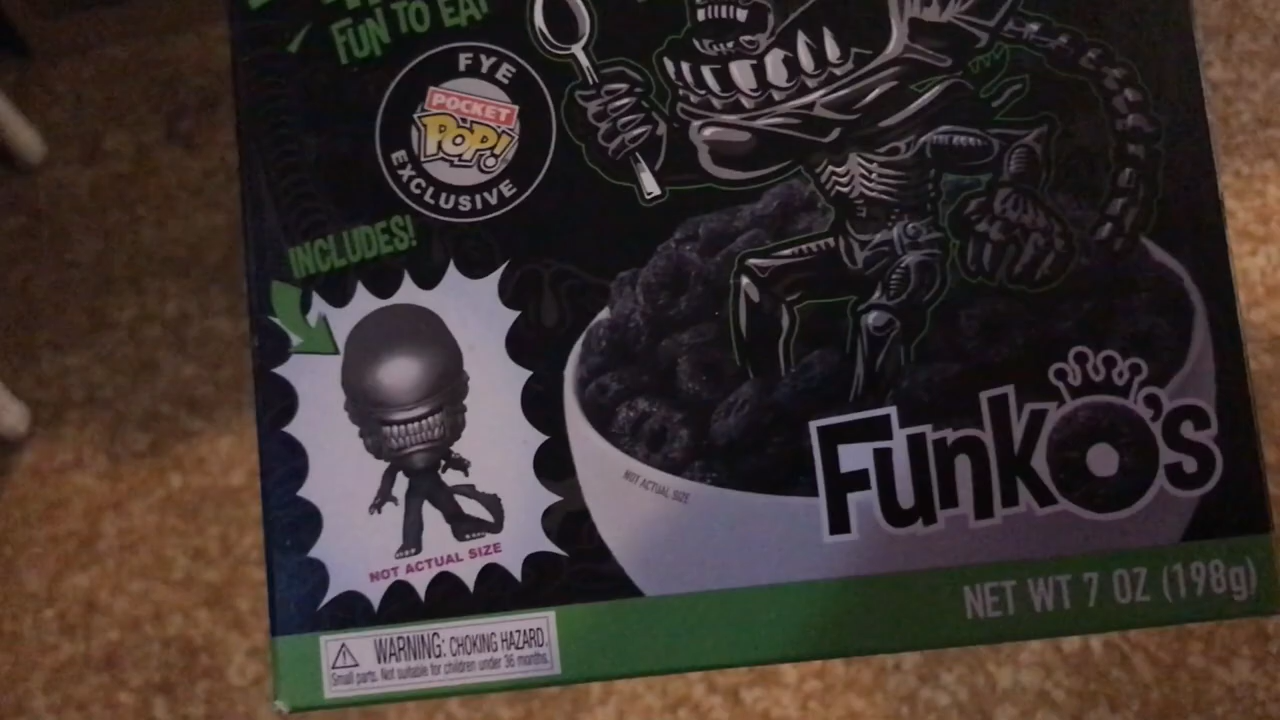 FUN TO EAT
FYE
POCKET
POP!
EXCLUSIVE
INCLUDES!
NOT ACTUAL SIZE
NOT ACTUAL SIZE
Funko's
NET WT 7 OZ (198g)
WARNING: CHOKING HAZARD.
Small parts. Not suitable for children under 36 months.